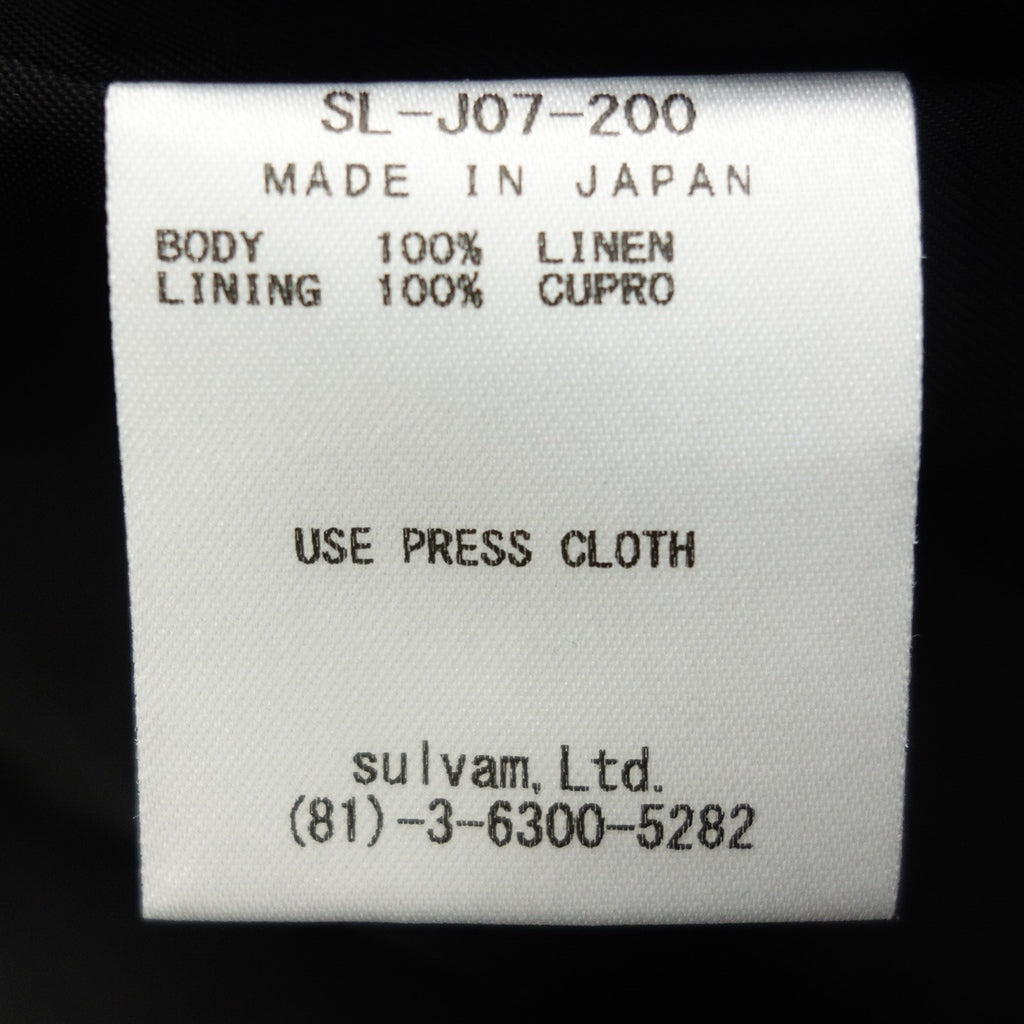 SL-J07-200
MADE IN JAPAN
BODY 100% LINEN
LINING 100% CUPRO
USE PRESS CLOTH
sulvam, Ltd.
(81)-3-6300-5282